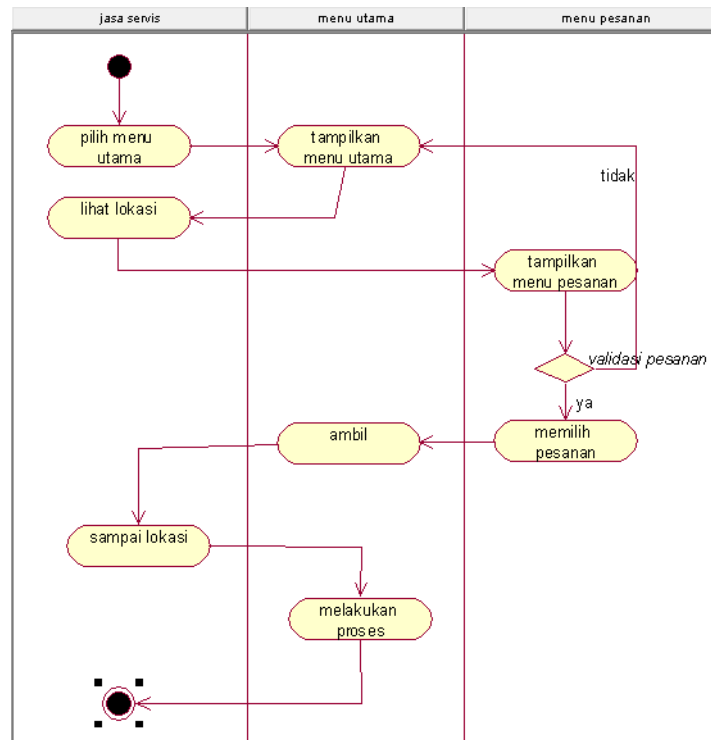 jasa servis
menu utama
menu pesanan
pilih menu
utama
tampilkan
menu utama
tidak
lihat lokasi
tampilkan
menu pesanan
validasi pesanan
ya
ambil
memilih
pesanan
sampai lokasi
melakukan
proses